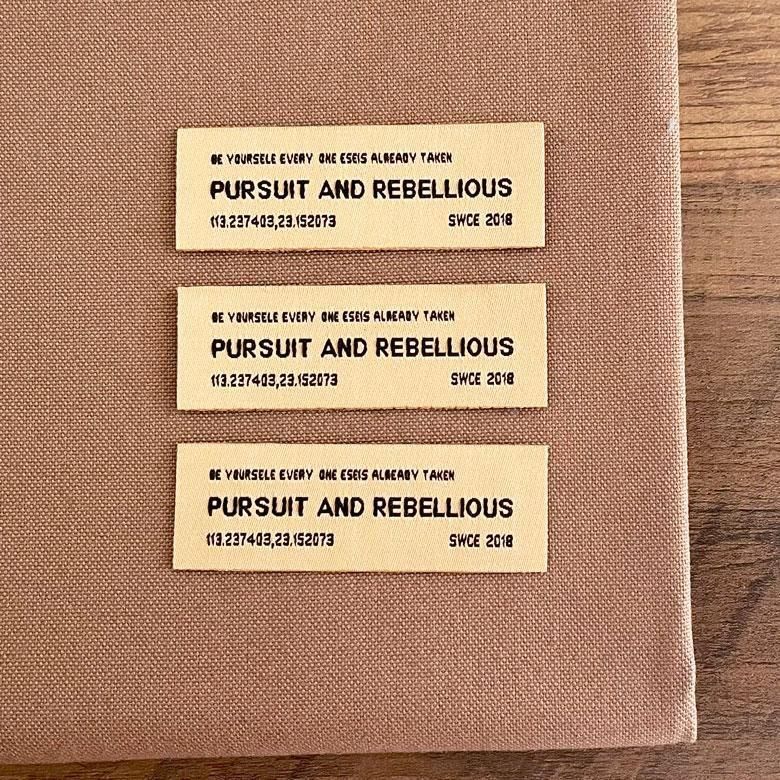 BE YOURSELE EVERY ONE ESEIS ALREADY TAKEN
PURSUIT AND REBELLIOUS
113.237403,23.152073 SWCE 2018
BE YOURSELE EVERY ONE ESEIS ALREADY TAKEN
PURSUIT AND REBELLIOUS
113.237403,23.152073 SWCE 2018
BE YOURSELE EVERY ONE ESEIS ALREADY TAKEN
PURSUIT AND REBELLIOUS
113.237403,23.152073 SWCE 2018